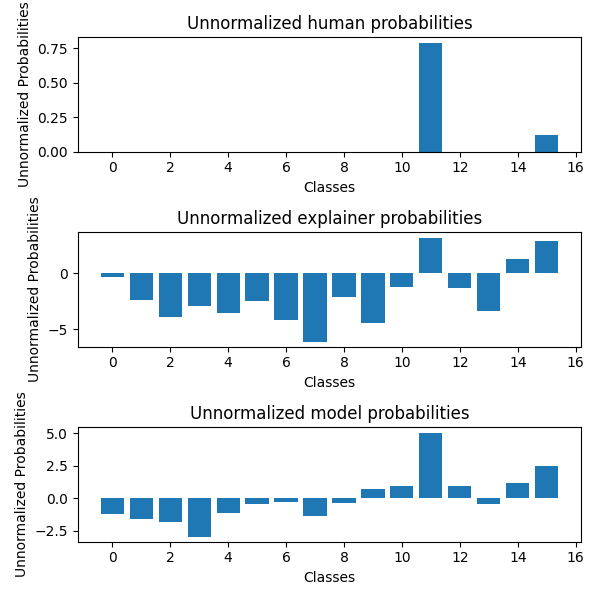 Unnormalized human probabilities
Unnormalized Probabilities
0.75
0.50
0.25
0.00
0 2 4 6 8 10 12 14 16
Classes
Unnormalized explainer probabilities
Unnormalized Probabilities
0
−5
0 2 4 6 8 10 12 14 16
Classes
Unnormalized model probabilities
Unnormalized Probabilities
5.0
2.5
0.0
−2.5
0 2 4 6 8 10 12 14 16
Classes